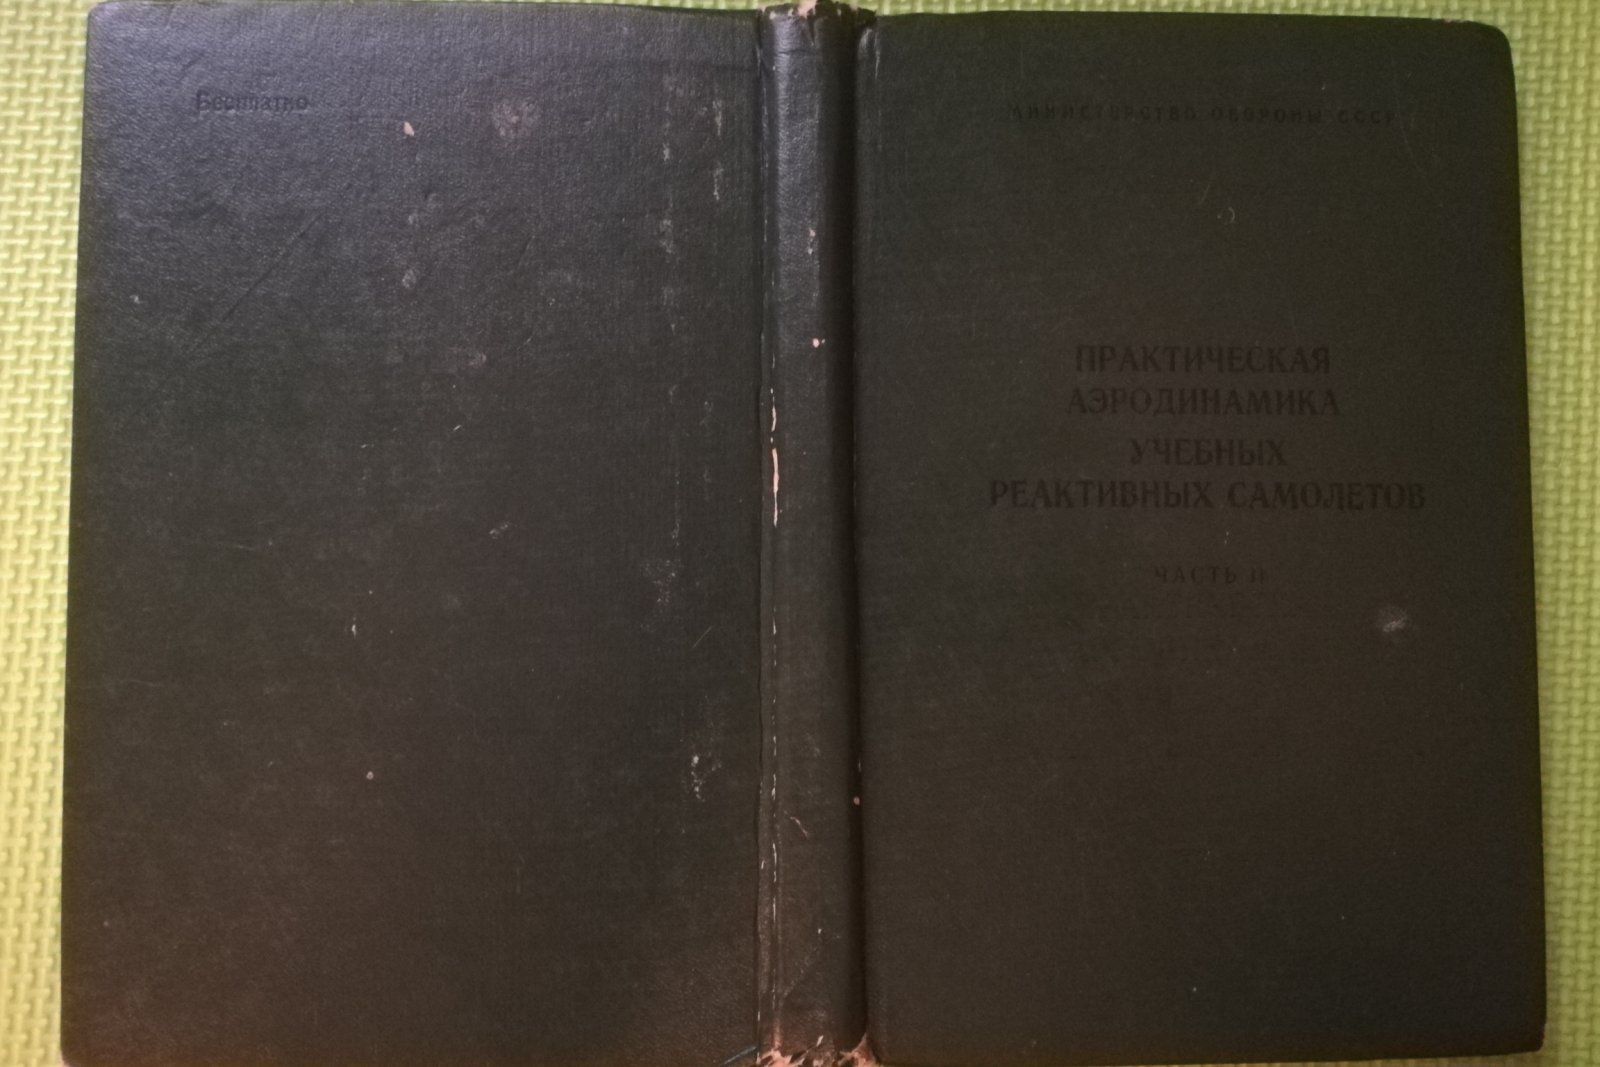 Бесплатно
МИНИСТЕРСТВО ОБОРОНЫ СССР
ПРАКТИЧЕСКАЯ
АЭРОДИНАМИКА
УЧЕБНЫХ
РЕАКТИВНЫХ САМОЛЕТОВ
ЧАСТЬ II